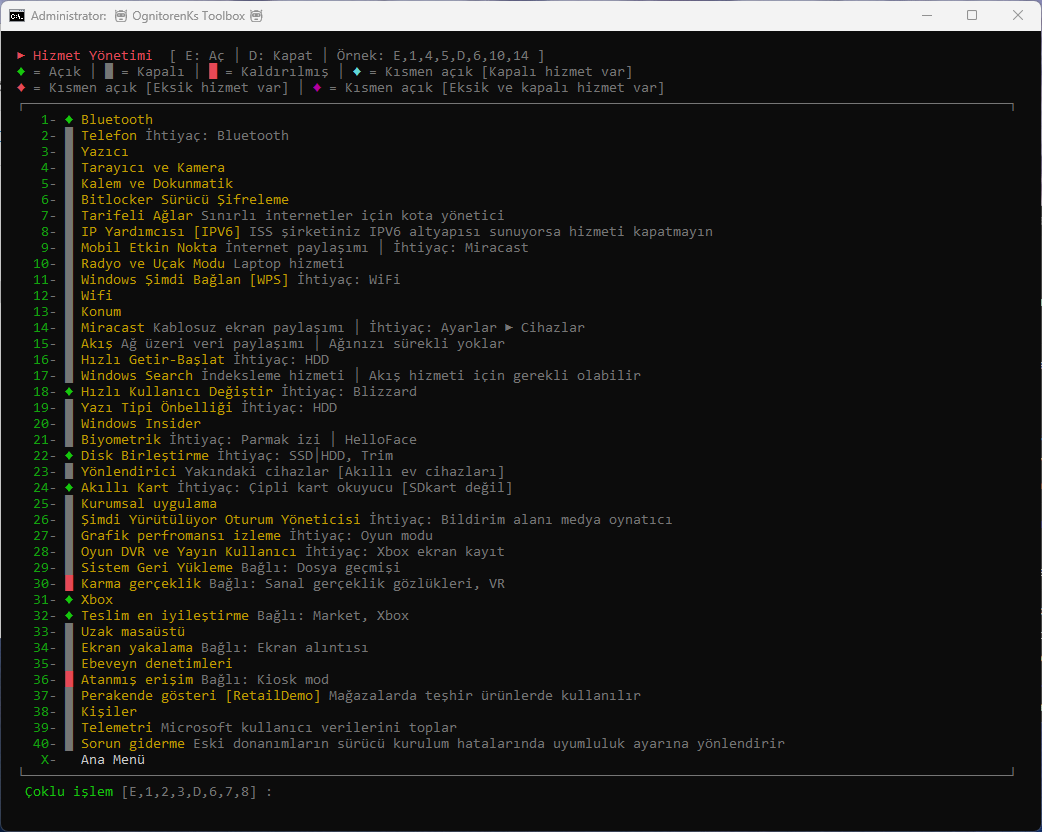 Administrator: OgnitorenKs Toolbox
► Hizmet Yönetimi [ E: Aç │ D: Kapat │ Örnek: E,1,4,5,D,6,10,14 ]
♦ = Açık │ █ = Kapalı │ █ = Kaldırılmış │ ♦ = Kısmen açık [Kapalı hizmet var]
♦ = Kısmen açık [Eksik hizmet var] │ ♦ = Kısmen açık [Eksik ve kapalı hizmet var]
1- ♦ Bluetooth
2- Telefon İhtiyaç: Bluetooth
3- Yazıcı
4- Tarayıcı ve Kamera
5- Kalem ve Dokunmatik
6- Bitlocker Sürücü Şifreleme
7- Tarifeli Ağlar Sınırlı internetler için kota yönetici
8- IP Yardımcısı [IPV6] ISS şirketiniz IPV6 altyapısı sunuyorsa hizmeti kapatmayın
9- Mobil Etkin Nokta İnternet paylaşımı │ İhtiyaç: Miracast
10- Radyo ve Uçak Modu Laptop hizmeti
11- Windows Şimdi Bağlan [WPS] İhtiyaç: WiFi
12- Wifi
13- Konum
14- Miracast Kablosuz ekran paylaşımı │ İhtiyaç: Ayarlar ► Cihazlar
15- Akış Ağ üzeri veri paylaşımı │ Ağınızı sürekli yoklar
16- Hızlı Getir-Başlat İhtiyaç: HDD
17- Windows Search İndeksleme hizmeti │ Akış hizmeti için gerekli olabilir
18- ♦ Hızlı Kullanıcı Değiştir İhtiyaç: Blizzard
19- Yazı Tipi Önbelliği İhtiyaç: HDD
20- Windows Insider
21- Biyometrik İhtiyaç: Parmak izi │ HelloFace
22- ♦ Disk Birleştirme İhtiyaç: SSD│HDD, Trim
23- Yönlendirici Yakındaki cihazlar [Akıllı ev cihazları]
24- ♦ Akıllı Kart İhtiyaç: Çipli kart okuyucu [SDkart değil]
25- Kurumsal uygulama
26- Şimdi Yürütülüyor Oturum Yöneticisi İhtiyaç: Bildirim alanı medya oynatıcı
27- Grafik perfromansı izleme İhtiyaç: Oyun modu
28- Oyun DVR ve Yayın Kullanıcı İhtiyaç: Xbox ekran kayıt
29- Sistem Geri Yükleme Bağlı: Dosya geçmişi
30- Karma gerçeklik Bağlı: Sanal gerçeklik gözlükleri, VR
31- ♦ Xbox
32- ♦ Teslim en iyileştirme Bağlı: Market, Xbox
33- Uzak masaüstü
34- Ekran yakalama Bağlı: Ekran alıntısı
35- Ebeveyn denetimleri
36- Atanmış erişim Bağlı: Kiosk mod
37- Perakende gösteri [RetailDemo] Mağazalarda teşhir ürünlerde kullanılır
38- Kişiler
39- Telemetri Microsoft kullanıcı verilerini toplar
40- Sorun giderme Eski donanımların sürücü kurulum hatalarında uyumluluk ayarına yönlendirir
X- Ana Menü
Çoklu işlem [E,1,2,3,D,6,7,8] :